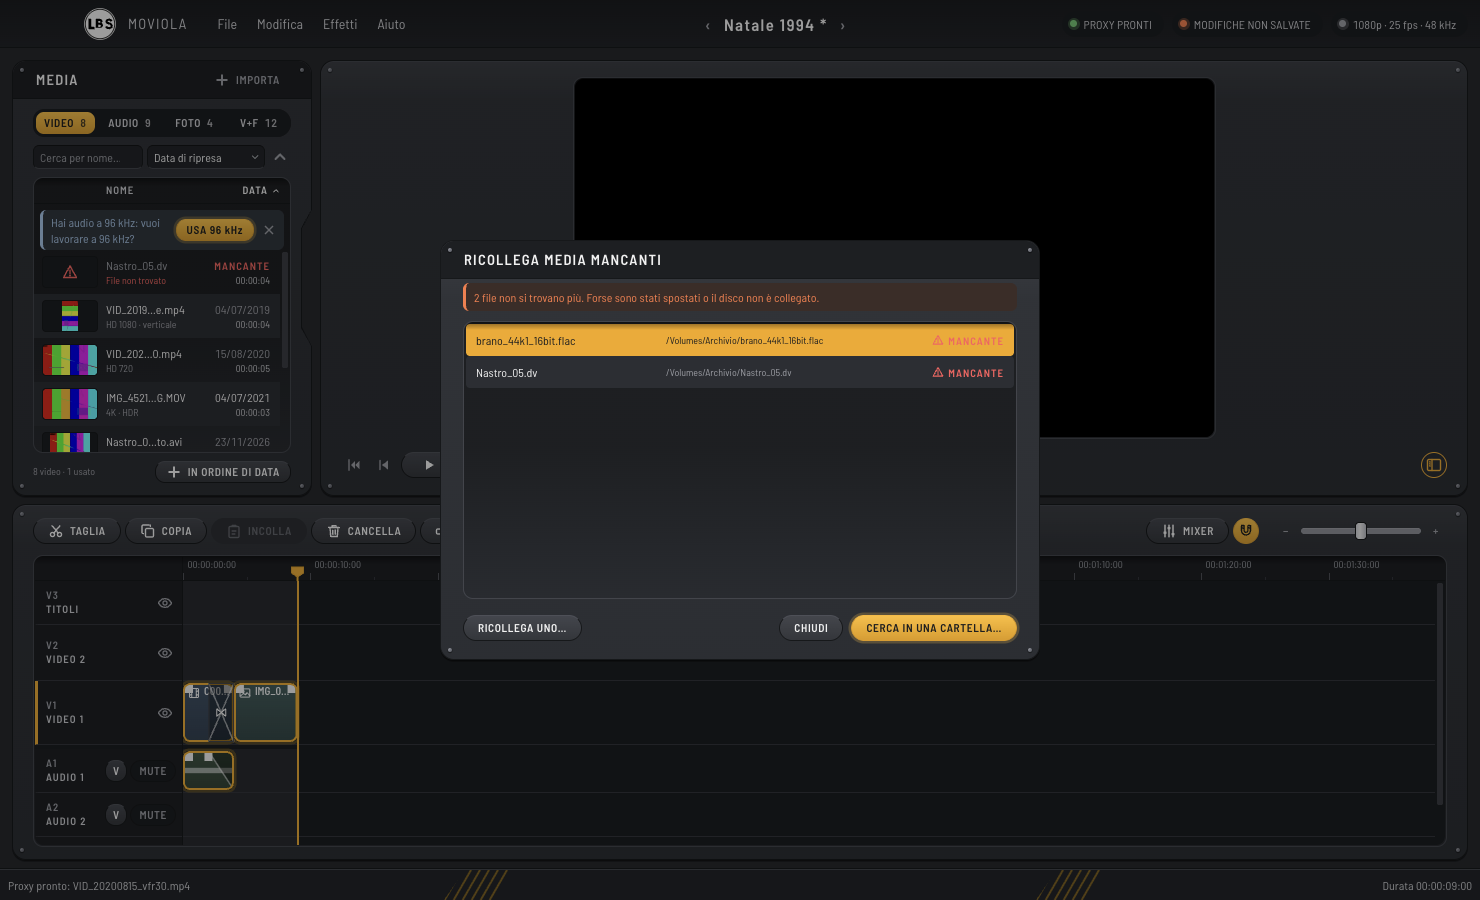 LBS MOVIOLA File Modifica Effetti Aiuto
‹ Natale 1994 * ›
PROXY PRONTI MODIFICHE NON SALVATE 1080p · 25 fps · 48 kHz
MEDIA
IMPORTA
VIDEO 8 AUDIO 9 FOTO 4 V+F 12
Cerca per nome... Data di ripresa
NOME DATA
Hai audio a 96 kHz: vuoi
lavorare a 96 kHz?
USA 96 kHz
Nastro_05.dv MANCANTE
File non trovato 00:00:04
VID_2019...e.mp4 04/07/2019
HD 1080 · verticale 00:00:04
VID_202...0.mp4 15/08/2020
HD 720 00:00:05
IMG_4521...G.MOV 04/07/2021
4K · HDR 00:00:03
Nastro_0...to.avi 23/11/2026
8 video · 1 usato
IN ORDINE DI DATA
RICOLLEGA MEDIA MANCANTI
2 file non si trovano più. Forse sono stati spostati o il disco non è collegato.
brano_44k1_16bit.flac /Volumes/Archivio/brano_44k1_16bit.flac MANCANTE
Nastro_05.dv /Volumes/Archivio/Nastro_05.dv MANCANTE
RICOLLEGA UNO... CHIUDI CERCA IN UNA CARTELLA...
TAGLIA COPIA INCOLLA CANCELLA
MIXER − +
00:00:00:00 00:00:10:00 00:01:10:00 00:01:20:00 00:01:30:00
V3
TITOLI
V2
VIDEO 2
V1
VIDEO 1
IMG_0...
A1
AUDIO 1 V MUTE
A2
AUDIO 2 V MUTE
Proxy pronto: VID_20200815_vfr30.mp4
Durata 00:00:09:00